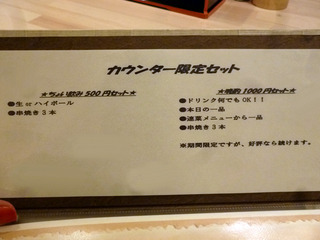 カウンター限定セット
★ちょい飲み500円セット★
●生orハイボール
●串焼き3本
★晩酌1000円セット★
●ドリンク何でもOK!!
●本日の一品
●逸菜メニューから一品
●串焼き3本
※期間限定ですが、好評なら続けます。